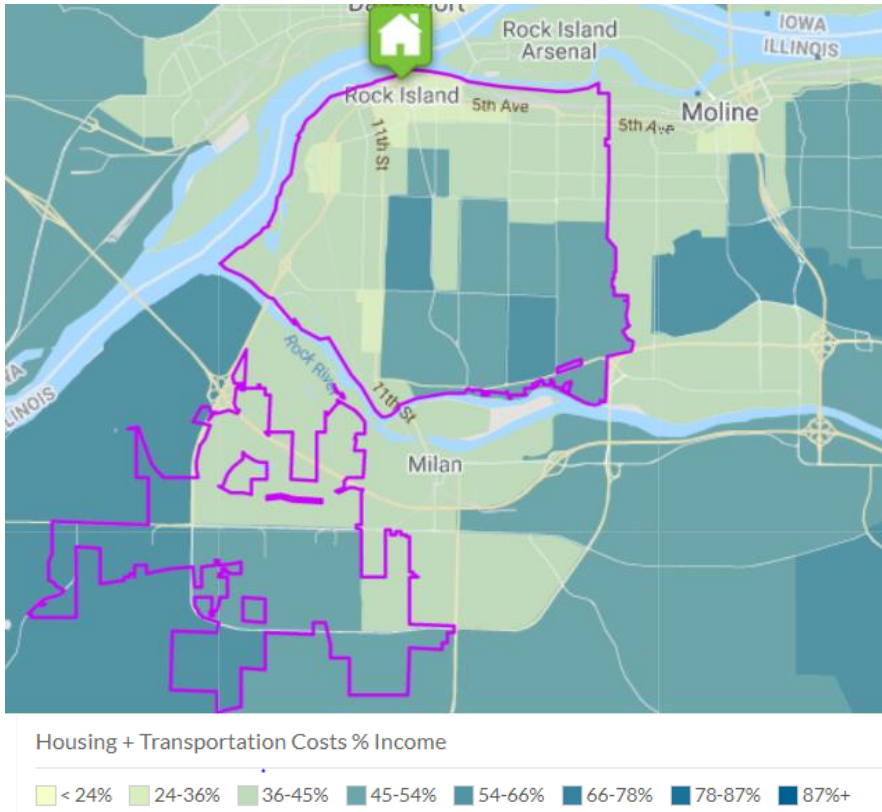 IOWA
ILLINOIS
Rock Island
Arsenal
Rock Island
5th Ave
5th Ave
Moline
11th St
Rock River
11th St
Milan
LINOIS
Housing + Transportation Costs % Income
< 24% 24-36% 36-45% 45-54% 54-66% 66-78% 78-87% 87%+